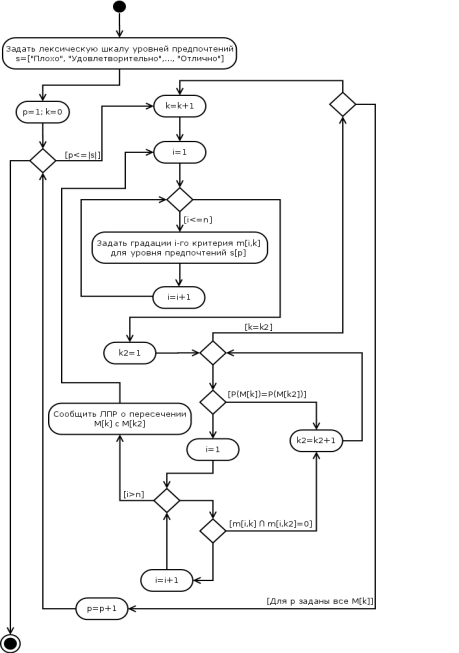 Задать лексическую шкалу уровней предпочтений
s=["Плохо", "Удовлетворительно",..., "Отлично"]
p=1; k=0
k=k+1
[p<=|s|]
i=1
[i<=n]
Задать градации i-го критерия m[i,k]
для уровня предпочтений s[p]
i=i+1
[k=k2]
k2=1
[P(M[k])=P(M[k2])]
Сообщить ЛПР о пересечении
M[k] с M[k2]
k2=k2+1
i=1
[i>n]
[m[i,k] ∩ m[i,k2]=0]
i=i+1
[Для p заданы все M[k]]
p=p+1